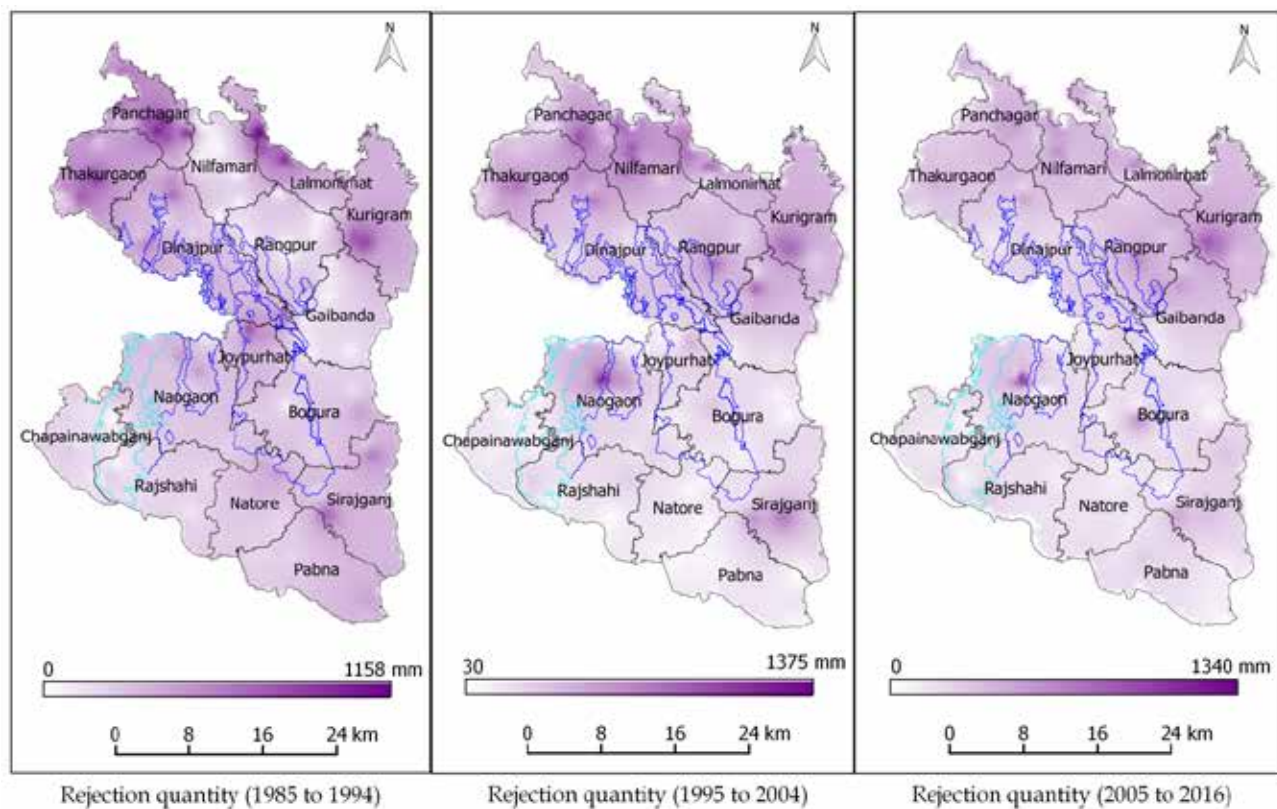 N
Panchagar
Thakurgaon
Nilfamari
Lalmonirhat
Kurigram
Dinajpur
Rangpur
Gaibanda
Joypurhat
Naogaon
Bogura
Chapainawabganj
Rajshahi
Natore
Sirajganj
Pabna
0 1158 mm
0 8 16 24 km
Rejection quantity (1985 to 1994)
N
Panchagar
Nilfamari
Thakurgaon
Lalmonirhat
Kurigram
Dinajpur
Rangpur
Gaibanda
Joypurhat
Naogaon
Bogura
Chapainawabganj
Rajshahi
Natore
Sirajganj
Pabna
30 1375 mm
0 8 16 24 km
Rejection quantity (1995 to 2004)
N
Panchagar
Nilfamari
Thakurgaon
Lalmonirhat
Kurigram
Dinajpur
Rangpur
Gaibanda
Joypurhat
Naogaon
Bogura
Chapainawabganj
Rajshahi
Natore
Sirajganj
Pabna
0 1340 mm
0 8 16 24 km
Rejection quantity (2005 to 2016)